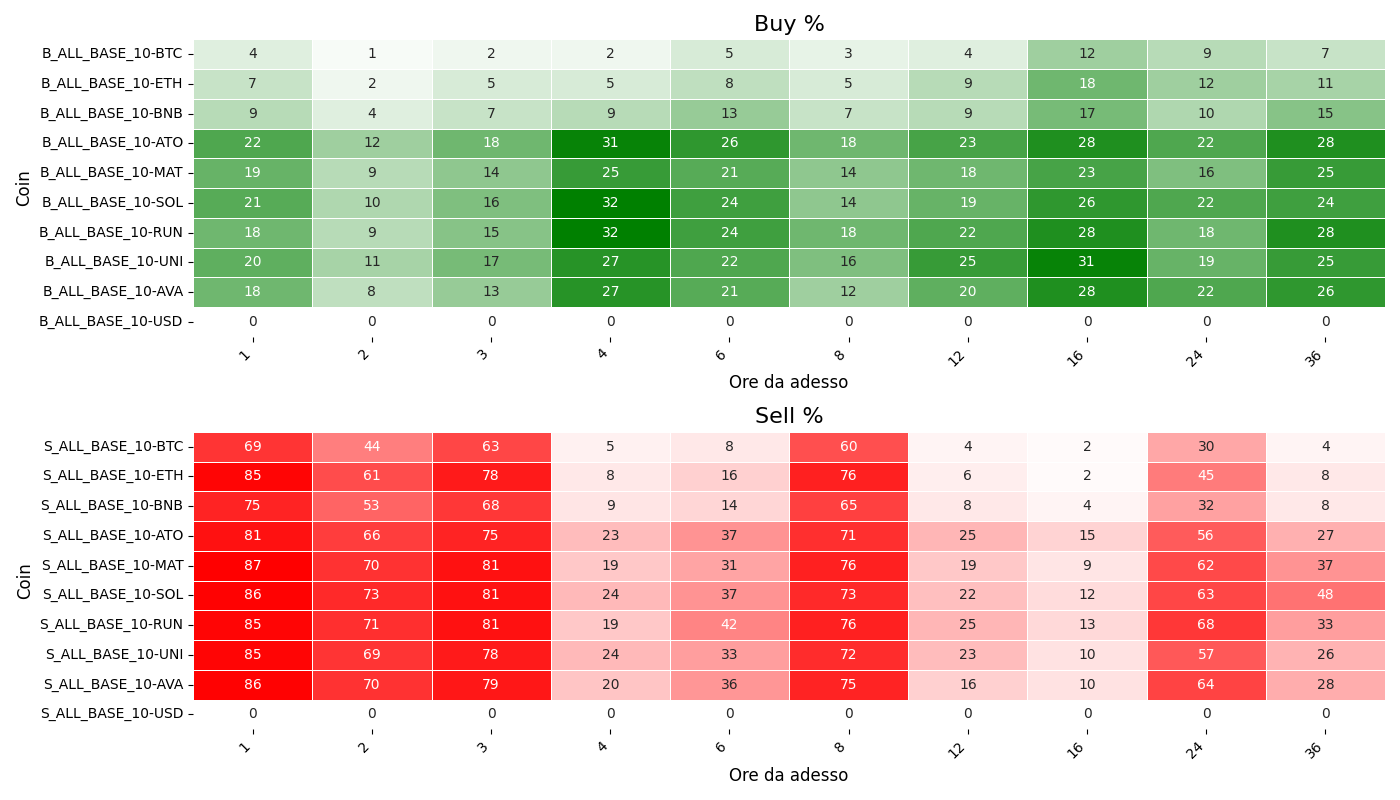 Buy %
Coin
B_ALL_BASE_10-BTC 4 1 2 2 5 3 4 12 9 7
B_ALL_BASE_10-ETH 7 2 5 5 8 5 9 18 12 11
B_ALL_BASE_10-BNB 9 4 7 9 13 7 9 17 10 15
B_ALL_BASE_10-ATO 22 12 18 31 26 18 23 28 22 28
B_ALL_BASE_10-MAT 19 9 14 25 21 14 18 23 16 25
B_ALL_BASE_10-SOL 21 10 16 32 24 14 19 26 22 24
B_ALL_BASE_10-RUN 18 9 15 32 24 18 22 28 18 28
B_ALL_BASE_10-UNI 20 11 17 27 22 16 25 31 19 25
B_ALL_BASE_10-AVA 18 8 13 27 21 12 20 28 22 26
B_ALL_BASE_10-USD 0 0 0 0 0 0 0 0 0 0
1 2 3 4 6 8 12 16 24 36
Ore da adesso
Sell %
Coin
S_ALL_BASE_10-BTC 69 44 63 5 8 60 4 2 30 4
S_ALL_BASE_10-ETH 85 61 78 8 16 76 6 2 45 8
S_ALL_BASE_10-BNB 75 53 68 9 14 65 8 4 32 8
S_ALL_BASE_10-ATO 81 66 75 23 37 71 25 15 56 27
S_ALL_BASE_10-MAT 87 70 81 19 31 76 19 9 62 37
S_ALL_BASE_10-SOL 86 73 81 24 37 73 22 12 63 48
S_ALL_BASE_10-RUN 85 71 81 19 42 76 25 13 68 33
S_ALL_BASE_10-UNI 85 69 78 24 33 72 23 10 57 26
S_ALL_BASE_10-AVA 86 70 79 20 36 75 16 10 64 28
S_ALL_BASE_10-USD 0 0 0 0 0 0 0 0 0 0
1 2 3 4 6 8 12 16 24 36
Ore da adesso